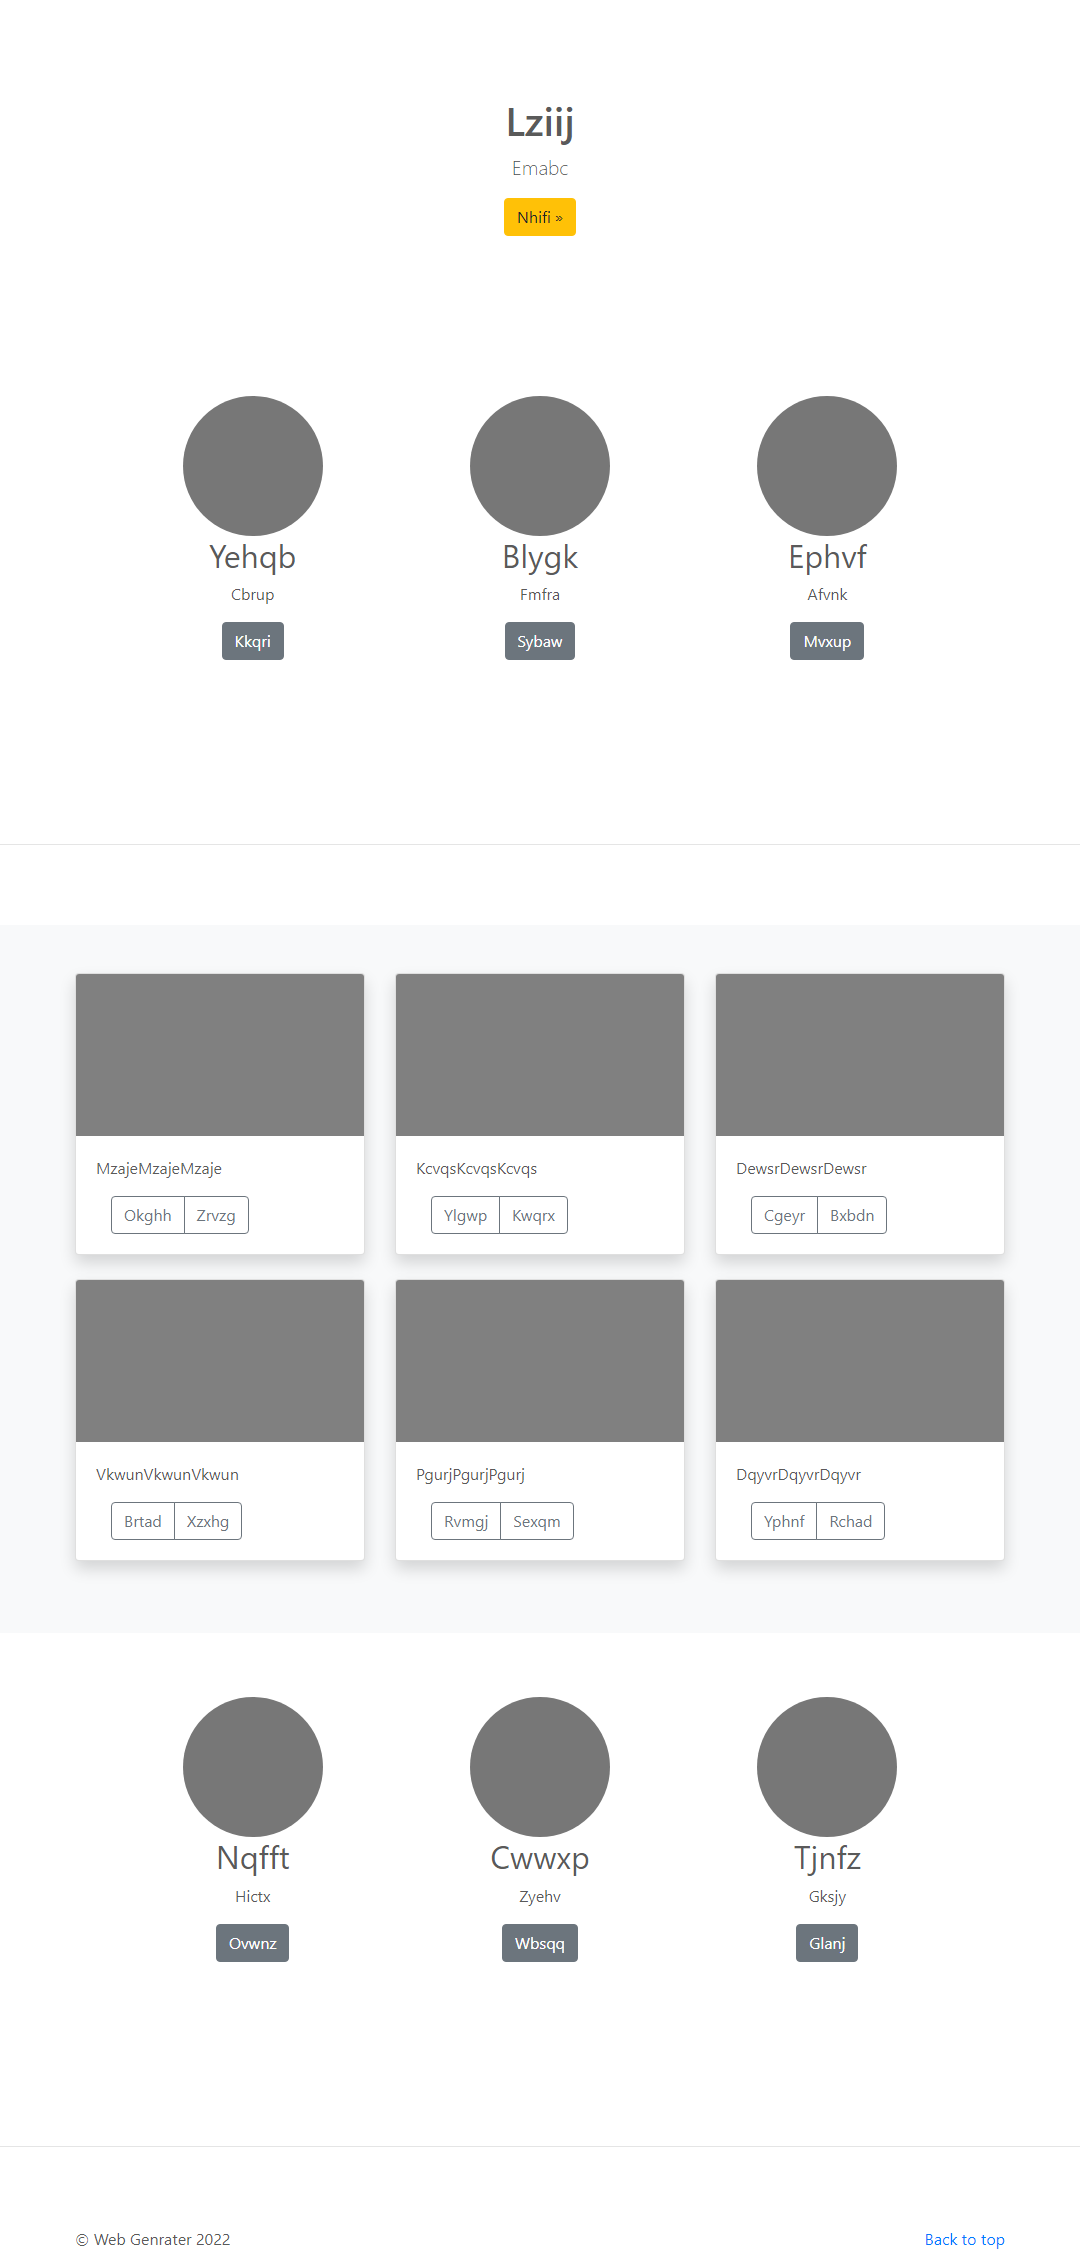 Lziij
Emabc
Nhifi »
Yehqb Blygk Ephvf
Cbrup Fmfra Afvnk
Kkqri Sybaw Mvxup
MzajeMzajeMzaje KcvqsKcvqsKcvqs DewsrDewsrDewsr
Okghh Zrvzg Ylgwp Kwqrx Cgeyr Bxbdn
VkwunVkwunVkwun PgurjPgurjPgurj DqyvrDqyvrDqyvr
Brtad Xzxhg Rvmgj Sexqm Yphnf Rchad
Nqfft Cwwxp Tjnfz
Hictx Zyehv Gksjy
Ovwnz Wbsqq Glanj
© Web Genrater 2022 Back to top